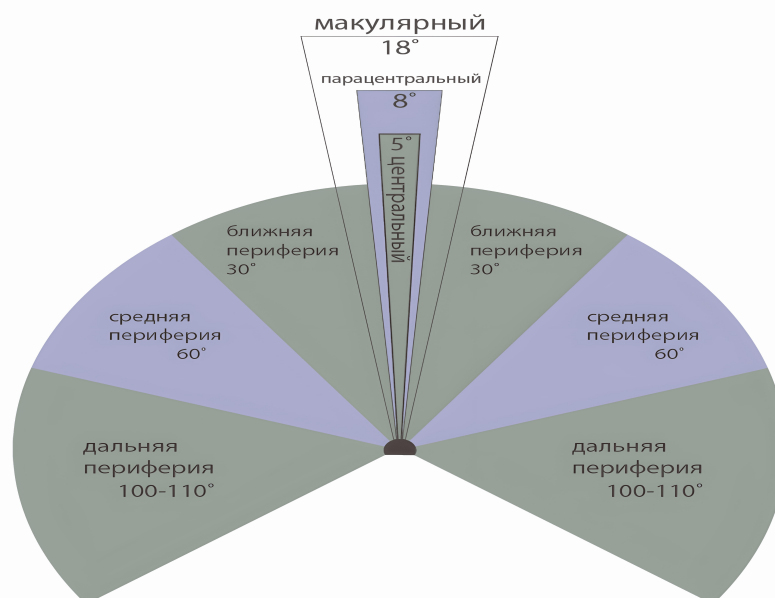 макулярный
18°
парацентральный
8°
5° центральный
ближняя
периферия
30°
ближняя
периферия
30°
средняя
периферия
60°
средняя
периферия
60°
дальняя
периферия
100-110°
дальняя
периферия
100-110°